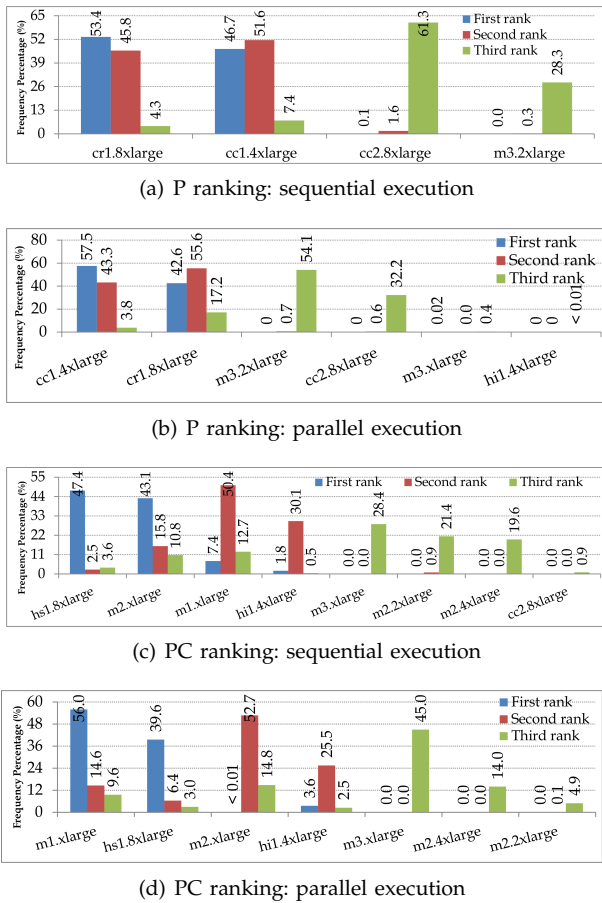 Frequency Percentage (%)
65
52
39
26
13
0
53.4
45.8
4.3
46.7
51.6
7.4
0.1
1.6
61.3
0.0
0.3
28.3
First rank
Second rank
Third rank
cr1.8xlarge
cc1.4xlarge
cc2.8xlarge
m3.2xlarge
(a) P ranking: sequential execution
Frequency Percentage (%)
80
60
40
20
0
57.5
43.3
3.8
42.6
55.6
17.2
0
0.7
54.1
0
0.6
32.2
0.02
0.0
0.4
0
0
< 0.01
First rank
Second rank
Third rank
cc1.4xlarge
cr1.8xlarge
m3.2xlarge
cc2.8xlarge
m3.xlarge
hi1.4xlarge
(b) P ranking: parallel execution
Frequency Percentage (%)
55
44
33
22
11
0
47.4
2.5
3.6
43.1
15.8
10.8
7.4
50.4
12.7
1.8
30.1
0.5
0.0
0.0
28.4
0.0
0.9
21.4
0.0
0.0
19.6
0.0
0.0
0.9
First rank
Second rank
Third rank
hs1.8xlarge
m2.xlarge
m1.xlarge
hi1.4xlarge
m3.xlarge
m2.2xlarge
m2.4xlarge
cc2.8xlarge
(c) PC ranking: sequential execution
Frequency Percentage (%)
60
48
36
24
12
0
56.0
14.6
9.6
39.6
6.4
3.0
< 0.01
52.7
14.8
3.6
25.5
2.5
0.0
0.0
45.0
0.0
0.0
14.0
0.0
0.1
4.9
First rank
Second rank
Third rank
m1.xlarge
hs1.8xlarge
m2.xlarge
hi1.4xlarge
m3.xlarge
m2.4xlarge
m2.2xlarge
(d) PC ranking: parallel execution